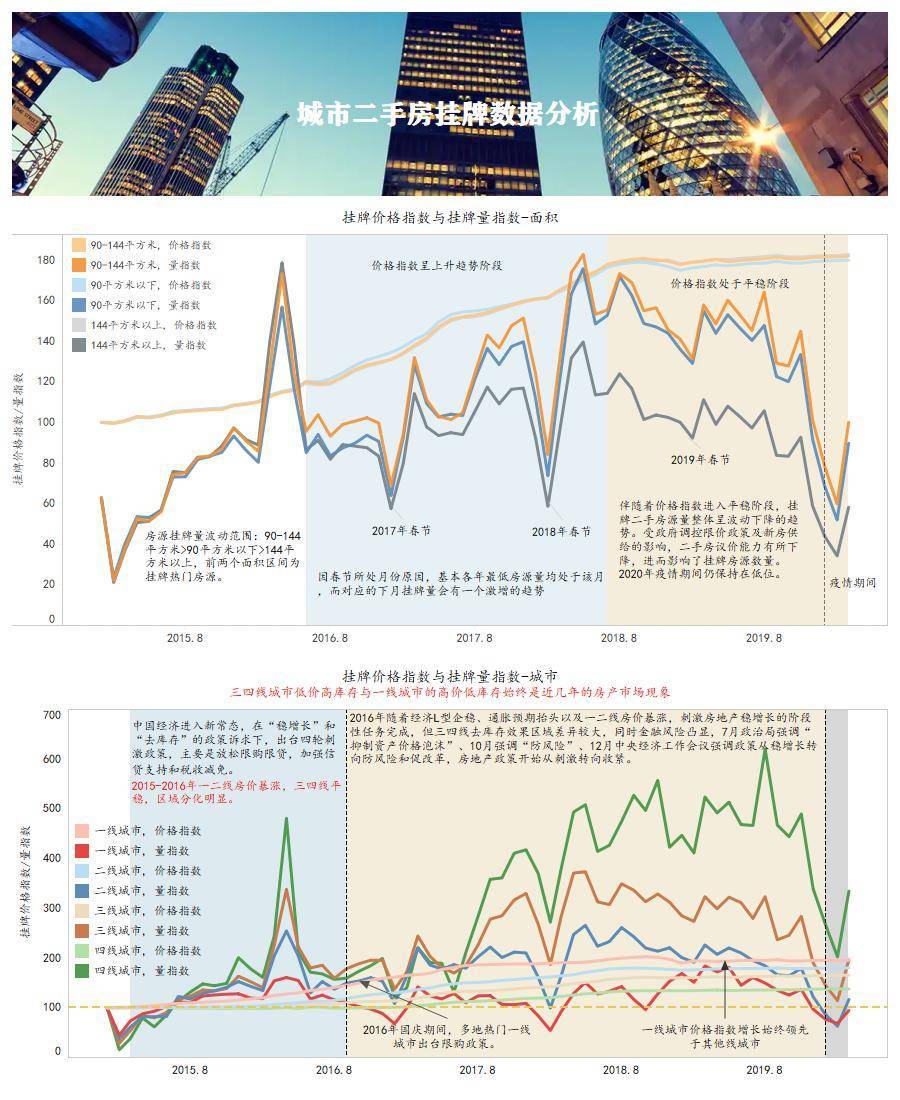 城市二手房挂牌数据分析
挂牌价格指数与挂牌量指数-面积
90-144平方米, 价格指数
90-144平方米, 量指数
90平方米以下, 价格指数
90平方米以下, 量指数
144平方米以上, 价格指数
144平方米以上, 量指数
价格指数呈上升趋势阶段
价格指数处于平稳阶段
挂牌价格指数/量指数
180
160
140
120
100
80
60
40
20
0
房源挂牌量波动范围: 90-144
平方米>90平方米以下>144平
方米以上, 前两个面积区间为
挂牌热门房源。
2017年春节
2018年春节
2019年春节
因春节所处月份原因, 基本各年最低房源量均处于该月
, 而对应的下月挂牌量会有一个激增的趋势
伴随着价格指数进入平稳阶段, 挂
牌二手房源量整体呈波动下降的趋
势。受政府调控限价政策及新房供
给的影响, 二手房议价能力有所下
降, 进而影响了挂牌房源数量。
2020年疫情期间仍保持在低位。
疫情期间
2015.8
2016.8
2017.8
2018.8
2019.8
挂牌价格指数与挂牌量指数-城市
三四线城市低价高库存与一线城市的高价低库存始终是近几年的房产市场现象
700
600
500
400
300
200
100
0
挂牌价格指数/量指数
中国经济进入新常态, 在“稳增长”和
“去库存”的政策诉求下, 出台四轮刺
激政策, 主要是放松限购限贷, 加强信
贷支持和税收减免。
2015-2016年一二线房价暴涨, 三四线平
稳, 区域分化明显。
2016年随着经济L型企稳、通胀预期抬头以及一二线房价暴涨, 刺激房地产稳增长的阶段
性任务完成, 但三四线去库存效果区域差异较大, 同时金融风险凸显, 7月政治局强调“
抑制资产价格泡沫”、10月强调“防风险”、12月中央经济工作会议强调政策从稳增长转
向防风险和促改革, 房地产政策开始从刺激转向收紧。
一线城市, 价格指数
一线城市, 量指数
二线城市, 价格指数
二线城市, 量指数
三线城市, 价格指数
三线城市, 量指数
四线城市, 价格指数
四线城市, 量指数
2016年国庆期间, 多地热门一线
城市出台限购政策。
一线城市价格指数增长始终领先
于其他线城市
2015.8
2016.8
2017.8
2018.8
2019.8